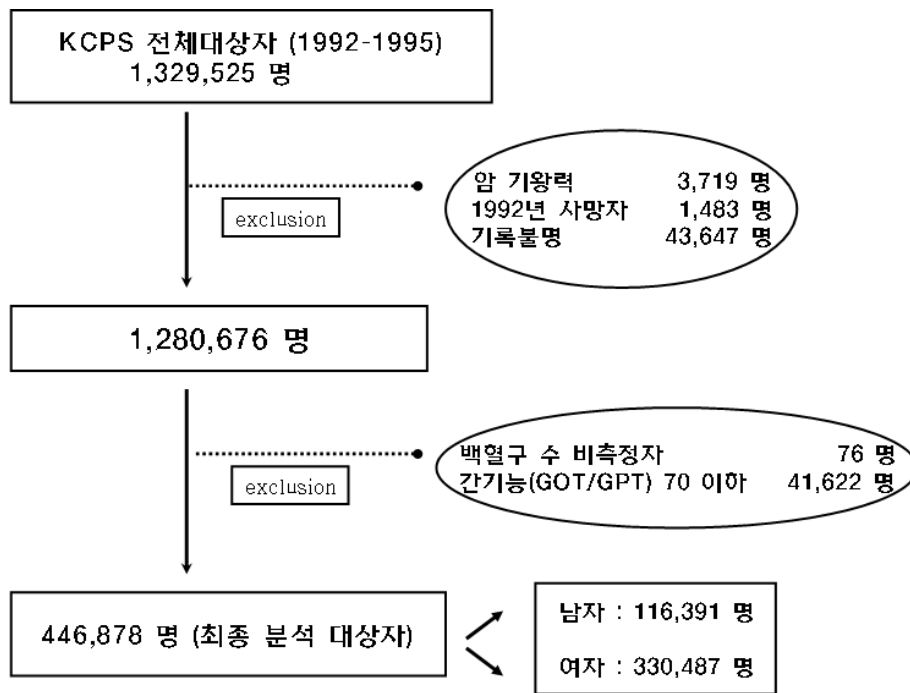 KCPS 전체대상자 (1992-1995)
1,329,525 명
exclusion
암 기왕력 3,719 명
1992년 사망자 1,483 명
기록불명 43,647 명
1,280,676 명
exclusion
백혈구 수 비측정자 76 명
간기능(GOT/GPT) 70 이하 41,622 명
446,878 명 (최종 분석 대상자)
남자 : 116,391 명
여자 : 330,487 명